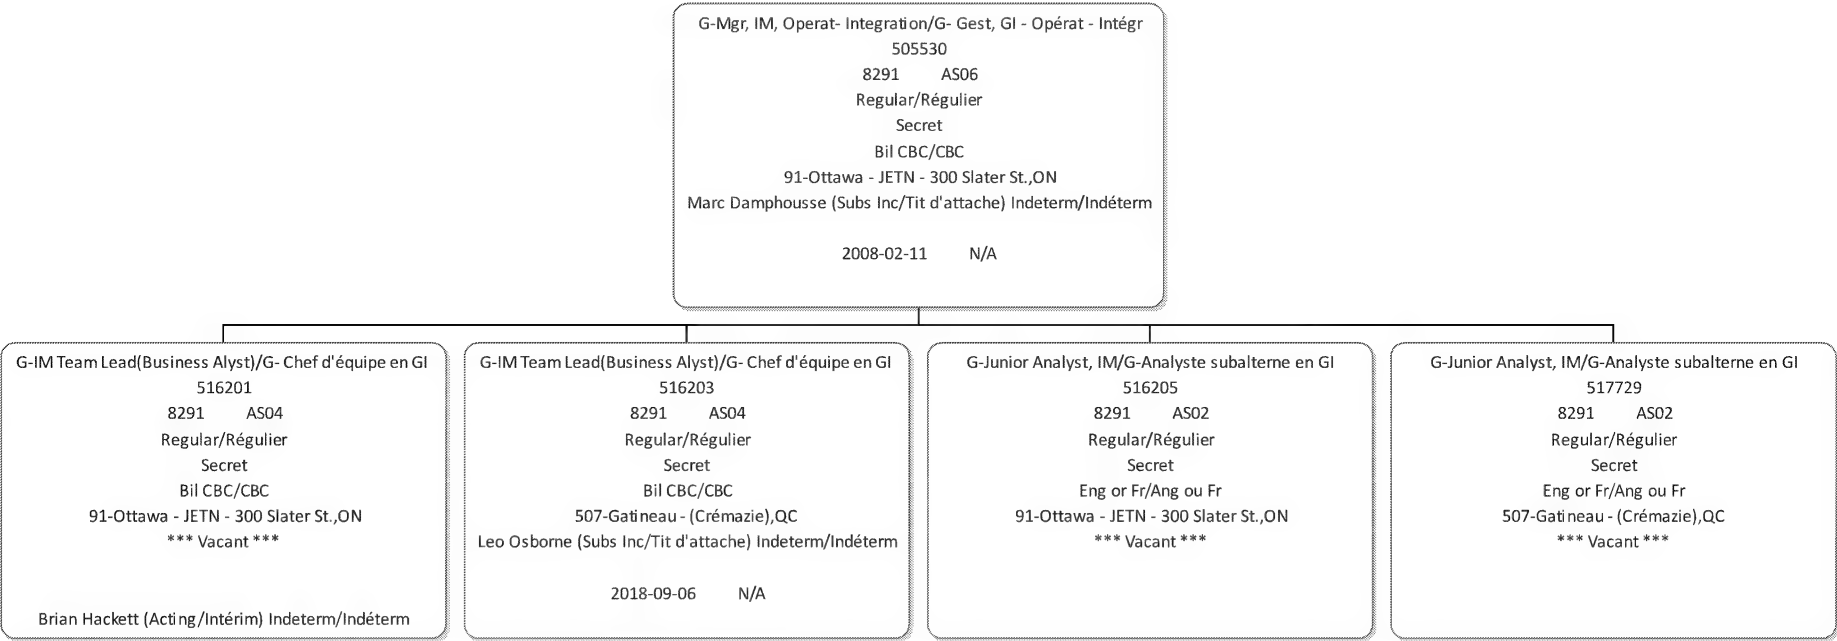 G-Mgr, IM, Operat- Integration/G- Gest, GI - Opérat - Intégr
505530
8291 AS06
Regular/Régulier
Secret
Bil CBC/CBC
91-Ottawa - JETN - 300 Slater St.,ON
Marc Damphousse (Subs Inc/Tit d'attache) Indeterm/Indéterm
2008-02-11 N/A
G-IM Team Lead(Business Alyst)/G- Chef d'équipe en GI
516201
8291 AS04
Regular/Régulier
Secret
Bil CBC/CBC
91-Ottawa - JETN - 300 Slater St.,ON
*** Vacant ***
Brian Hackett (Acting/Intérim) Indeterm/Indéterm
G-IM Team Lead(Business Alyst)/G- Chef d'équipe en GI
516203
8291 AS04
Regular/Régulier
Secret
Bil CBC/CBC
507-Gatineau - (Crémazie),QC
Leo Osborne (Subs Inc/Tit d'attache) Indeterm/Indéterm
2018-09-06 N/A
G-Junior Analyst, IM/G-Analyste subalterne en GI
516205
8291 AS02
Regular/Régulier
Secret
Eng or Fr/Ang ou Fr
91-Ottawa - JETN - 300 Slater St.,ON
*** Vacant ***
G-Junior Analyst, IM/G-Analyste subalterne en GI
517729
8291 AS02
Regular/Régulier
Secret
Eng or Fr/Ang ou Fr
507-Gatineau - (Crémazie),QC
*** Vacant ***